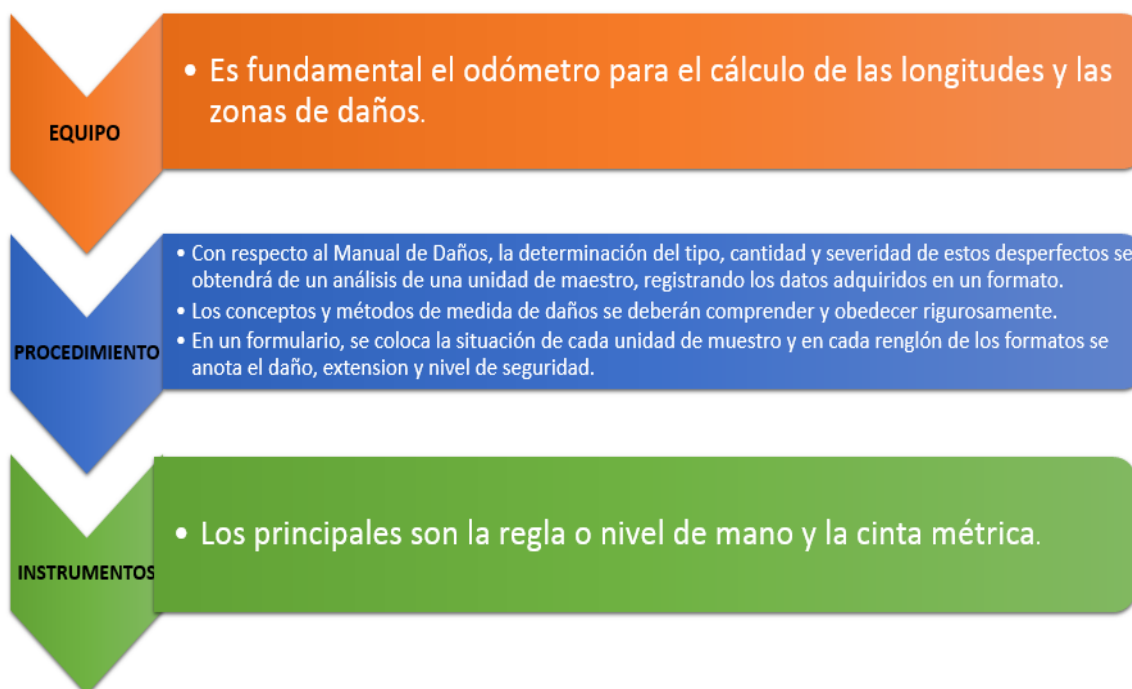 EQUIPO
• Es fundamental el odómetro para el cálculo de las longitudes y las
zonas de daños.
PROCEDIMIENTO
• Con respecto al Manual de Daños, la determinación del tipo, cantidad y severidad de estos desperfectos se
obtendrá de un análisis de una unidad de maestro, registrando los datos adquiridos en un formato.
• Los conceptos y métodos de medida de daños se deberán comprender y obedecer rigurosamente.
• En un formulario, se coloca la situación de cada unidad de muestro y en cada renglón de los formatos se
anota el daño, extension y nivel de seguridad.
INSTRUMENTOS
• Los principales son la regla o nivel de mano y la cinta métrica.